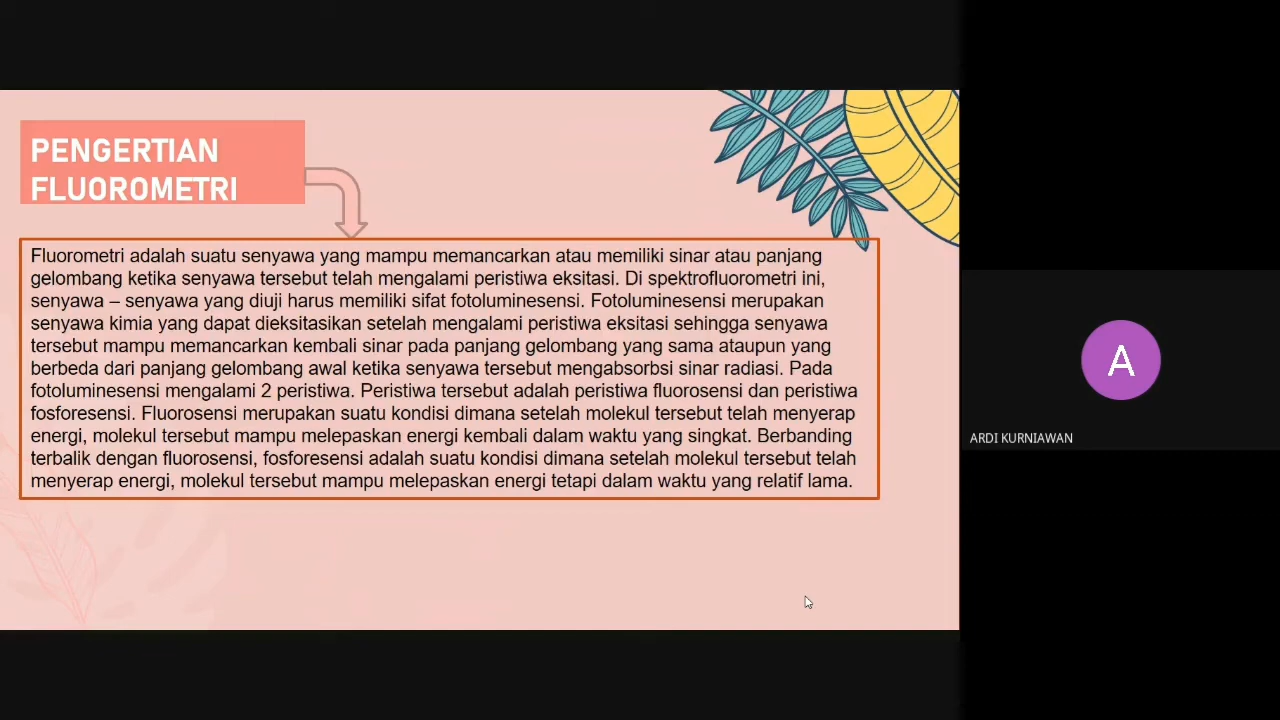 PENGERTIAN
FLUOROMETRI
Fluorometri adalah suatu senyawa yang mampu memancarkan atau memiliki sinar atau panjang
gelombang ketika senyawa tersebut telah mengalami peristiwa eksitasi. Di spektrofluorometri ini,
senyawa – senyawa yang diuji harus memiliki sifat fotoluminesensi. Fotoluminesensi merupakan
senyawa kimia yang dapat dieksitasikan setelah mengalami peristiwa eksitasi sehingga senyawa
tersebut mampu memancarkan kembali sinar pada panjang gelombang yang sama ataupun yang
berbeda dari panjang gelombang awal ketika senyawa tersebut mengabsorbsi sinar radiasi. Pada
fotoluminesensi mengalami 2 peristiwa. Peristiwa tersebut adalah peristiwa fluorosensi dan peristiwa
fosforesensi. Fluorosensi merupakan suatu kondisi dimana setelah molekul tersebut telah menyerap
energi, molekul tersebut mampu melepaskan energi kembali dalam waktu yang singkat. Berbanding
terbalik dengan fluorosensi, fosforesensi adalah suatu kondisi dimana setelah molekul tersebut telah
menyerap energi, molekul tersebut mampu melepaskan energi tetapi dalam waktu yang relatif lama.
A
ARDI KURNIAWAN